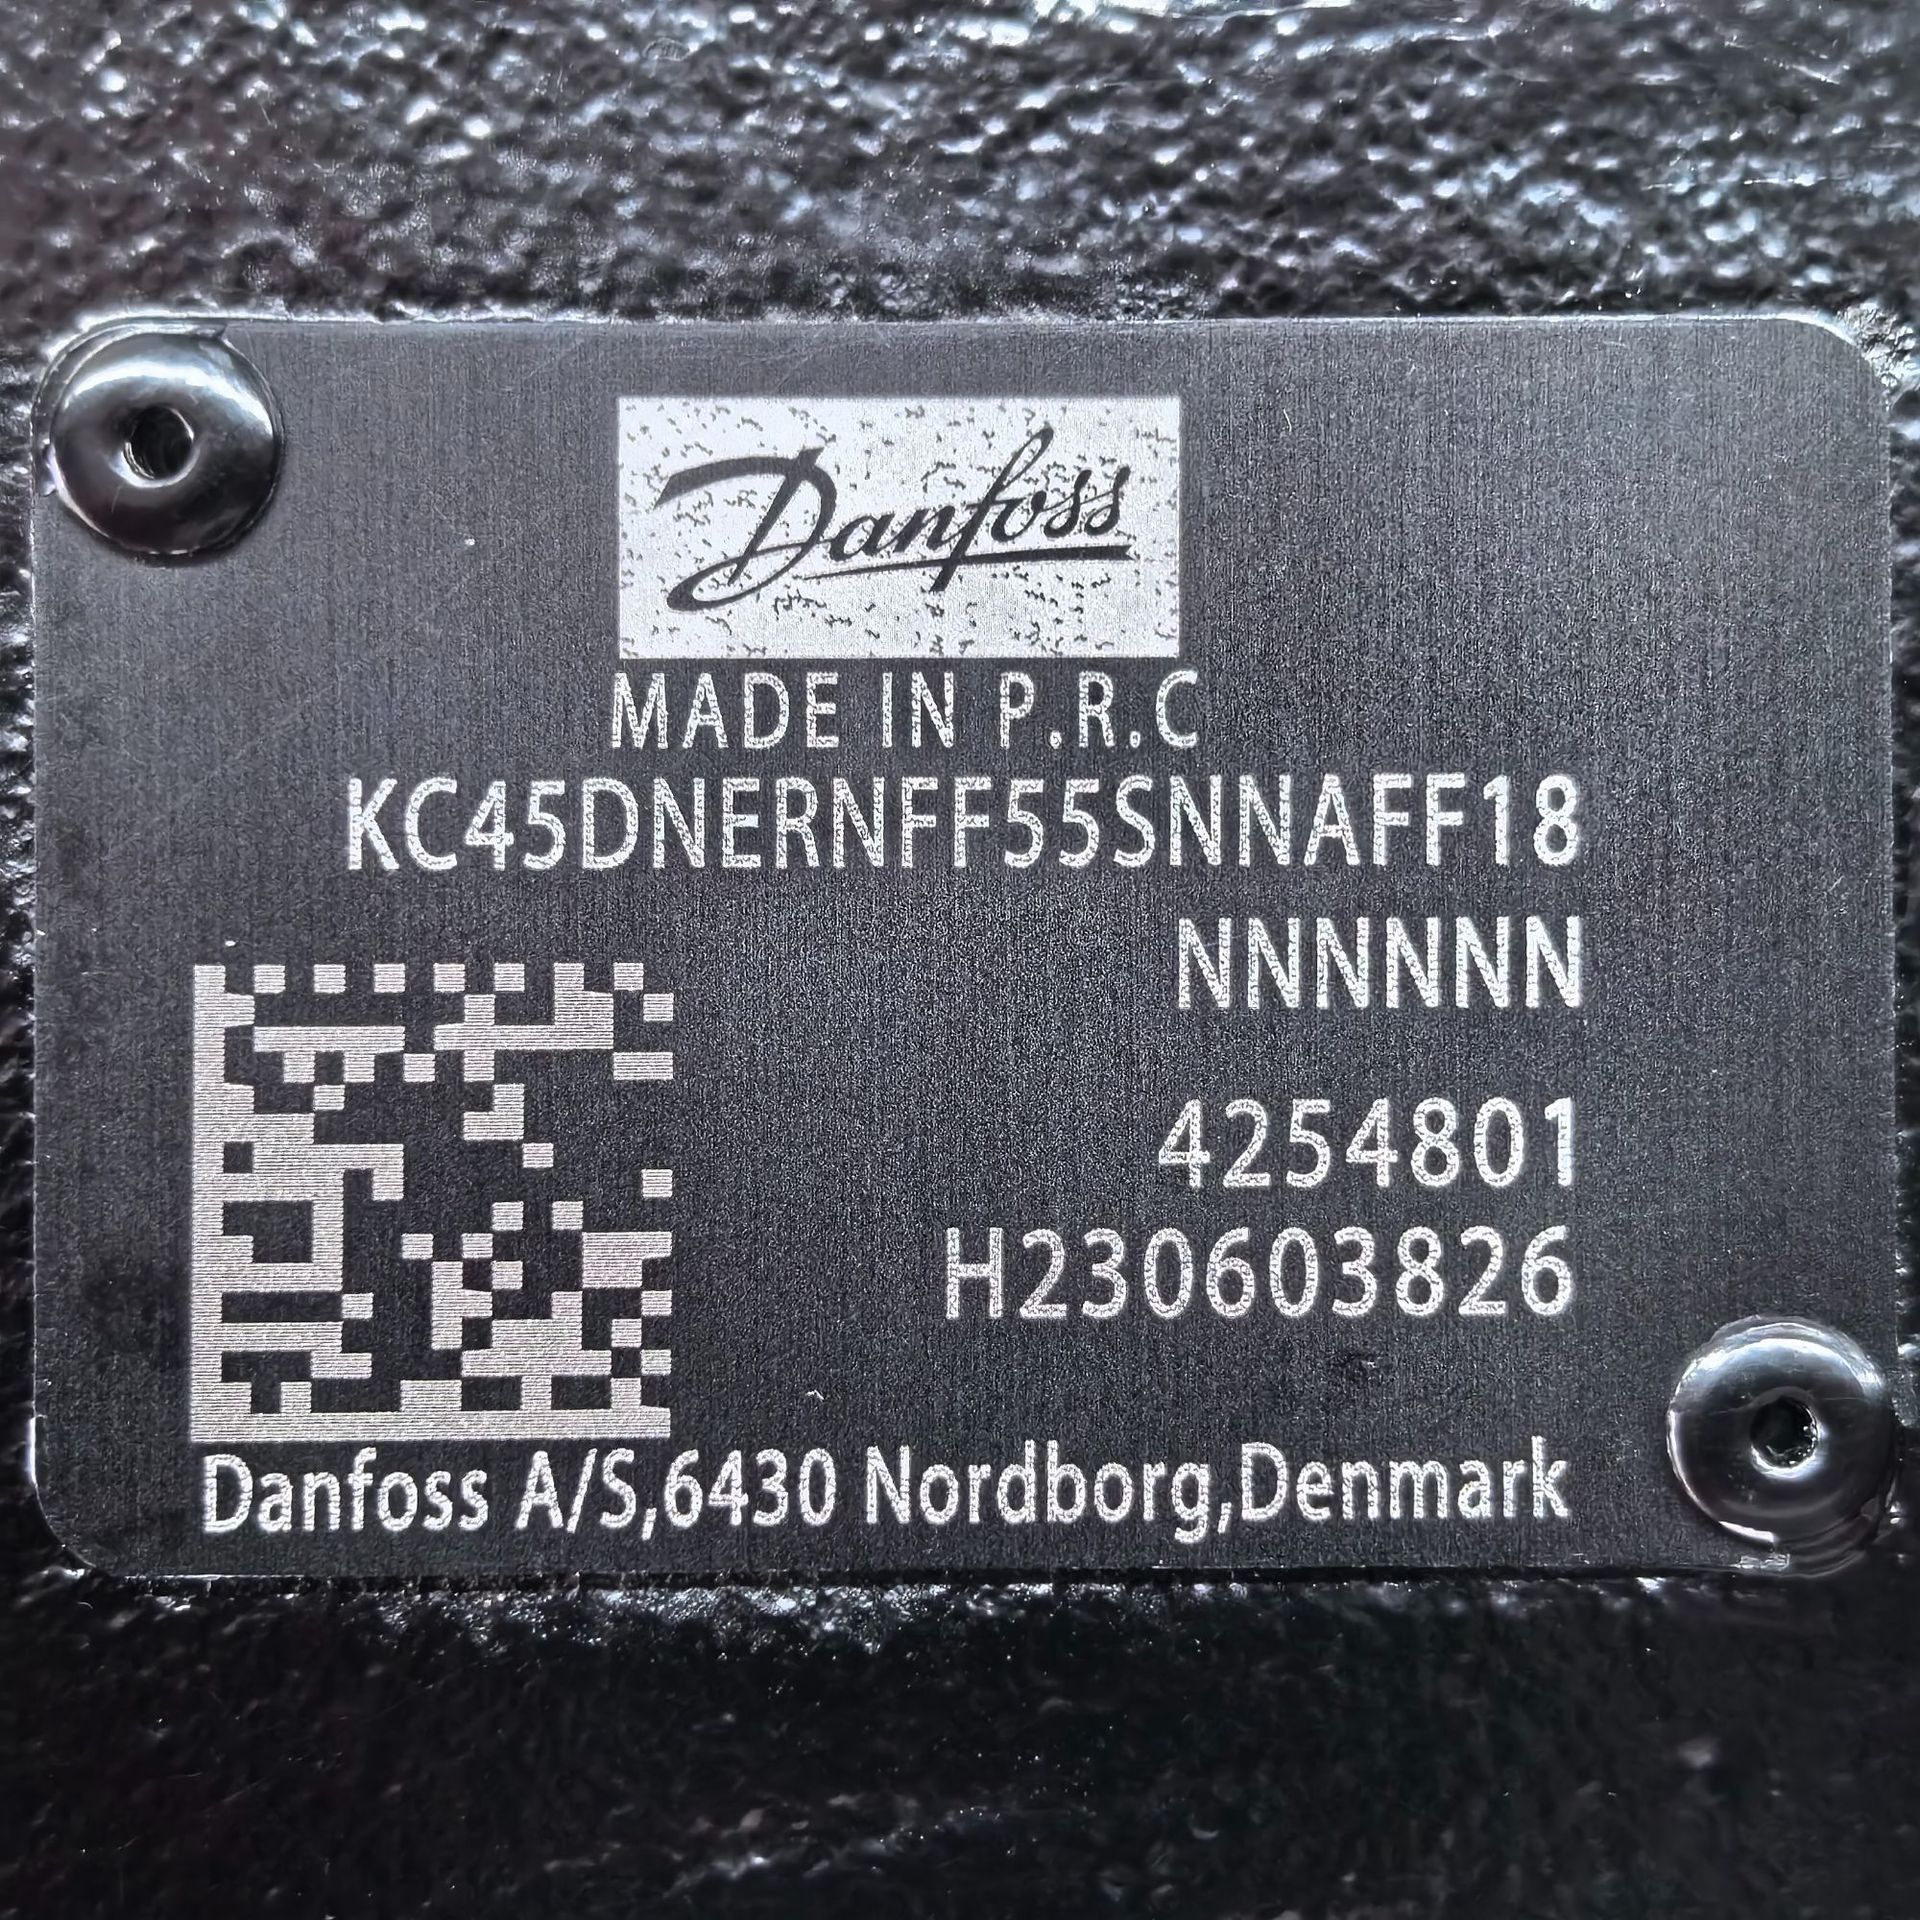 Danfoss
MADE IN P.R.C
KC45DNERNFF55SNNAFF18
NNNNNN
4254801
H230603826
Danfoss A/S,6430 Nordborg,Denmark